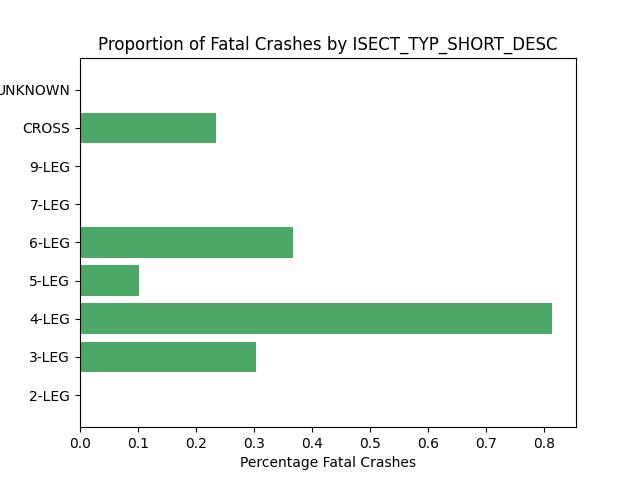 Proportion of Fatal Crashes by ISECT_TYP_SHORT_DESC
UNKNOWN
CROSS
9-LEG
7-LEG
6-LEG
5-LEG
4-LEG
3-LEG
2-LEG
0.0 0.1 0.2 0.3 0.4 0.5 0.6 0.7 0.8
Percentage Fatal Crashes